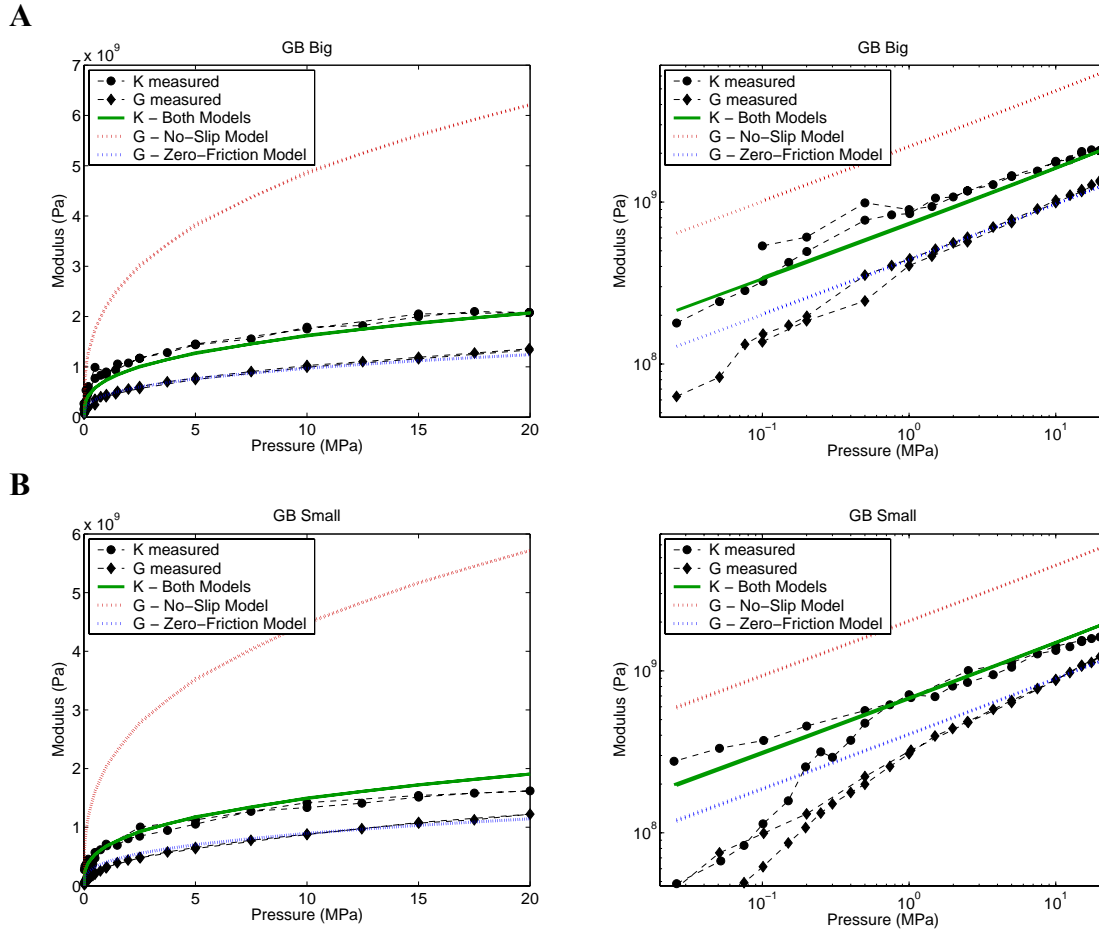 A
GB Big
7 x 10^9
K measured
G measured
K – Both Models
G – No–Slip Model
G – Zero–Friction Model
6
5
4
3
2
1
0
Modulus (Pa)
0 5 10 15 20
Pressure (MPa)
GB Big
K measured
G measured
K – Both Models
G – No–Slip Model
G – Zero–Friction Model
10^9
10^8
Modulus (Pa)
10^−1 10^0 10^1
Pressure (MPa)
B
GB Small
6 x 10^9
K measured
G measured
K – Both Models
G – No–Slip Model
G – Zero–Friction Model
5
4
3
2
1
0
Modulus (Pa)
0 5 10 15 20
Pressure (MPa)
GB Small
K measured
G measured
K – Both Models
G – No–Slip Model
G – Zero–Friction Model
10^9
10^8
Modulus (Pa)
10^−1 10^0 10^1
Pressure (MPa)